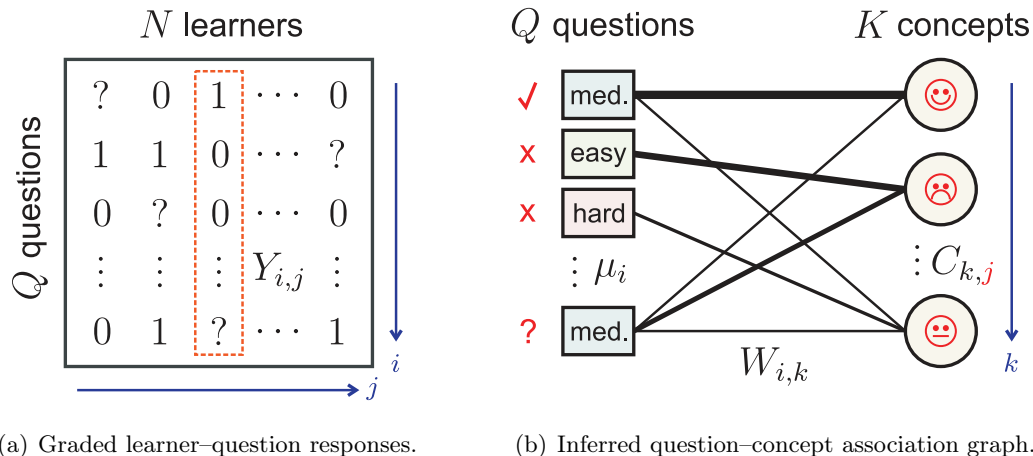 N learners
Q questions
? 0 1 ⋯ 0
1 1 0 ⋯ ?
0 ? 0 ⋯ 0
⋮ ⋮ ⋮ Y_{i,j} ⋮
0 1 ? ⋯ 1
i
j
Q questions
K concepts
✓ med.
x easy
x hard
⋮ μ_i
? med.
⋮ C_{k,j}
W_{i,k}
k
(a) Graded learner–question responses.
(b) Inferred question–concept association graph.